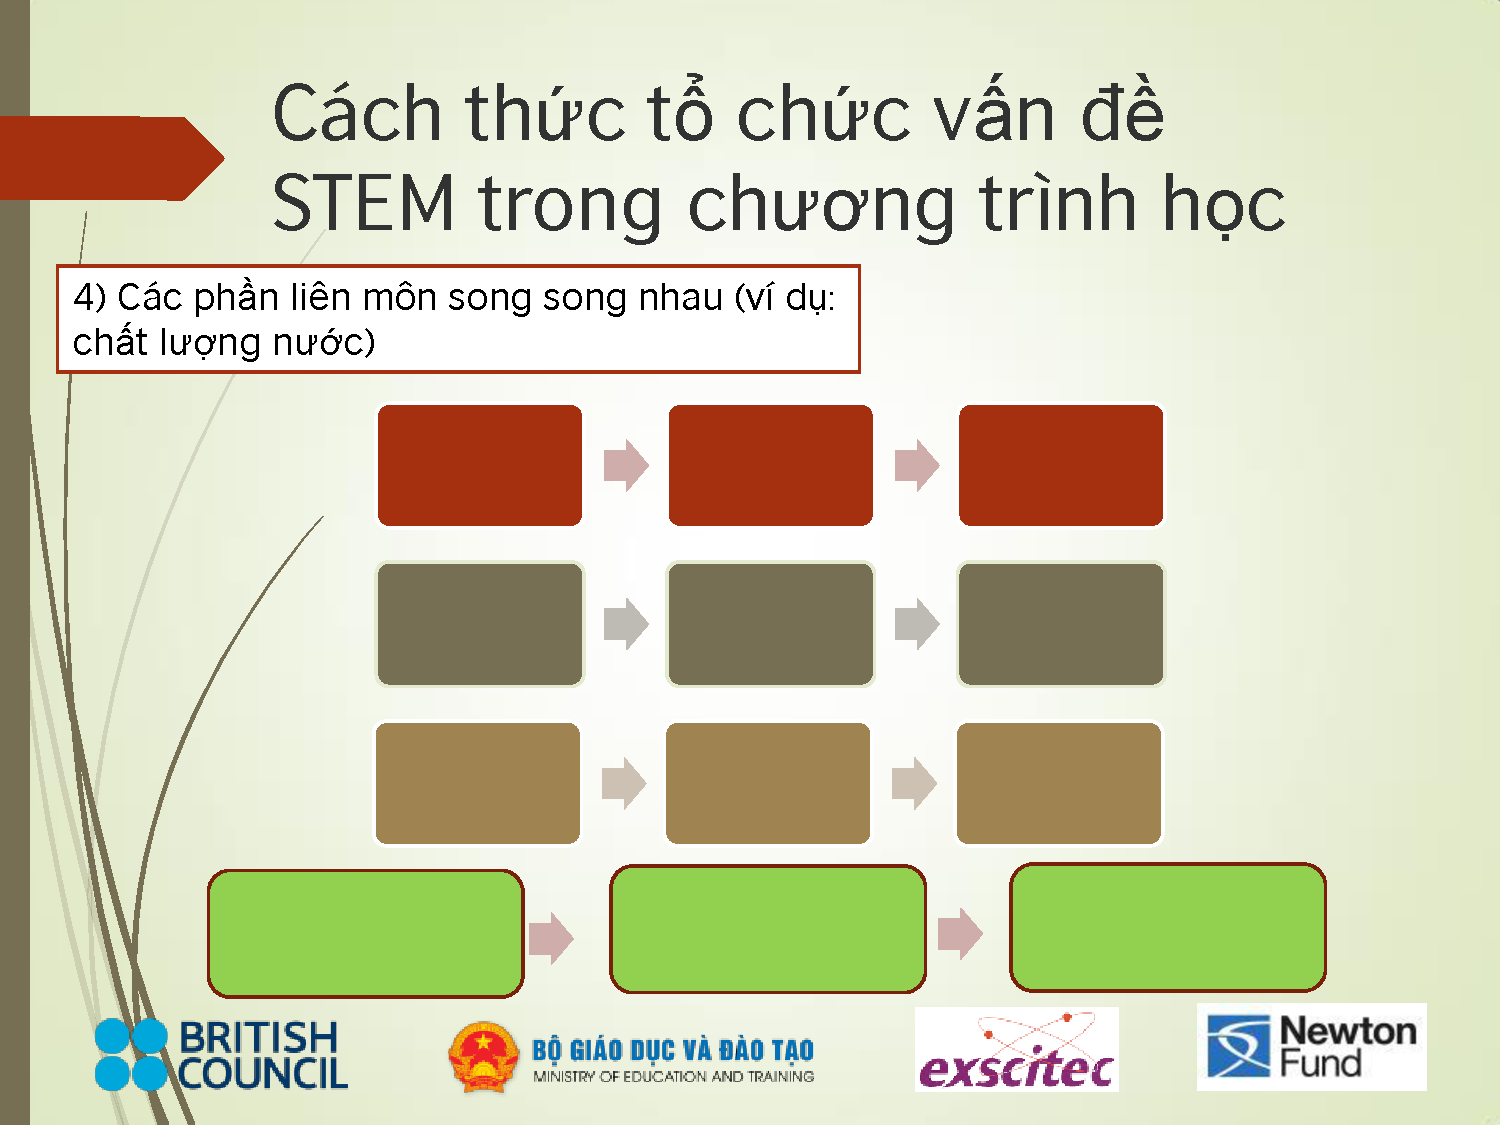 Cách thức tổ chức vấn đề
STEM trong chương trình học
4) Các phần liên môn song song nhau (ví dụ:
chất lượng nước)
BRITISH
COUNCIL
BỘ GIÁO DỤC VÀ ĐÀO TẠO
MINISTRY OF EDUCATION AND TRAINING
exscitec
Newton
Fund